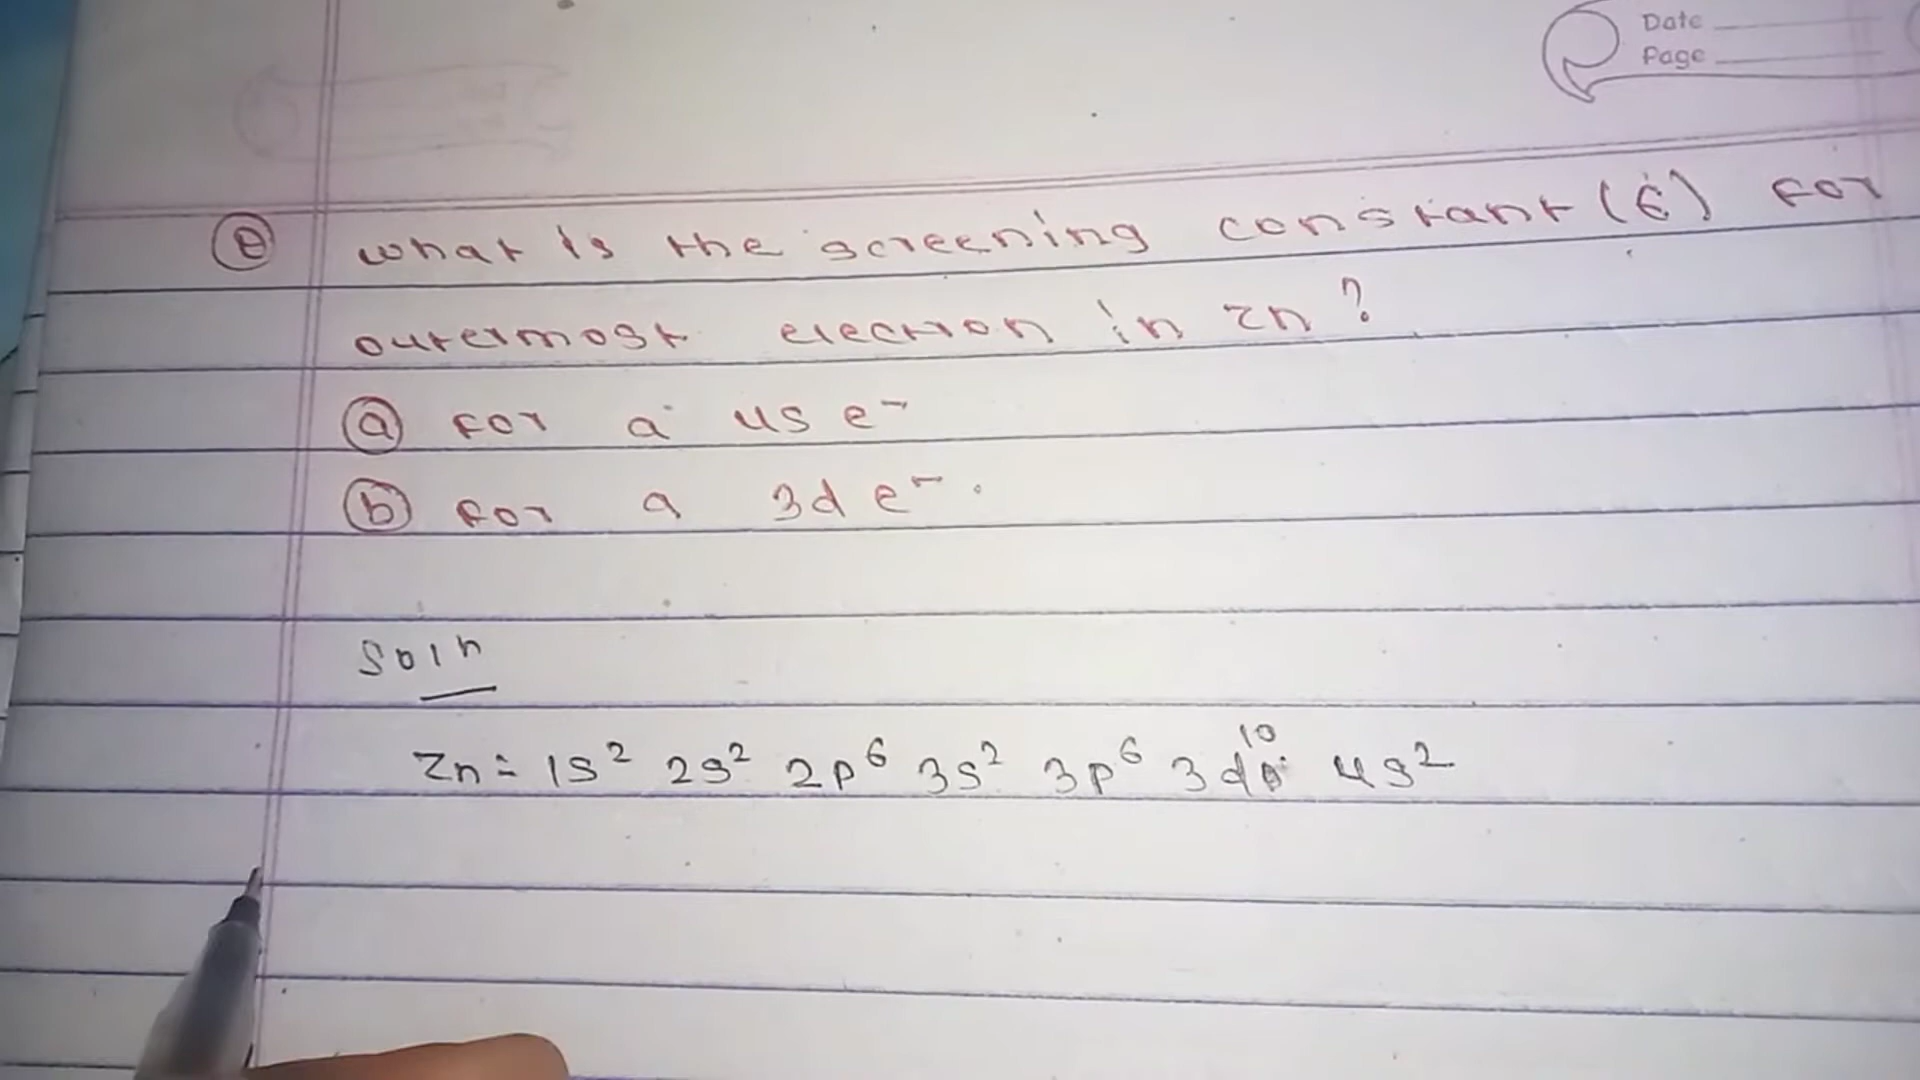 Date
Page
Ⓠ what is the screening constant (σ) for
outermost electron in Zn ?
ⓐ for a 4s e⁻
ⓑ for a 3d e⁻.
Soln
Zn = 1s² 2s² 2p⁶ 3s² 3p⁶ 3d¹⁰ 4s²